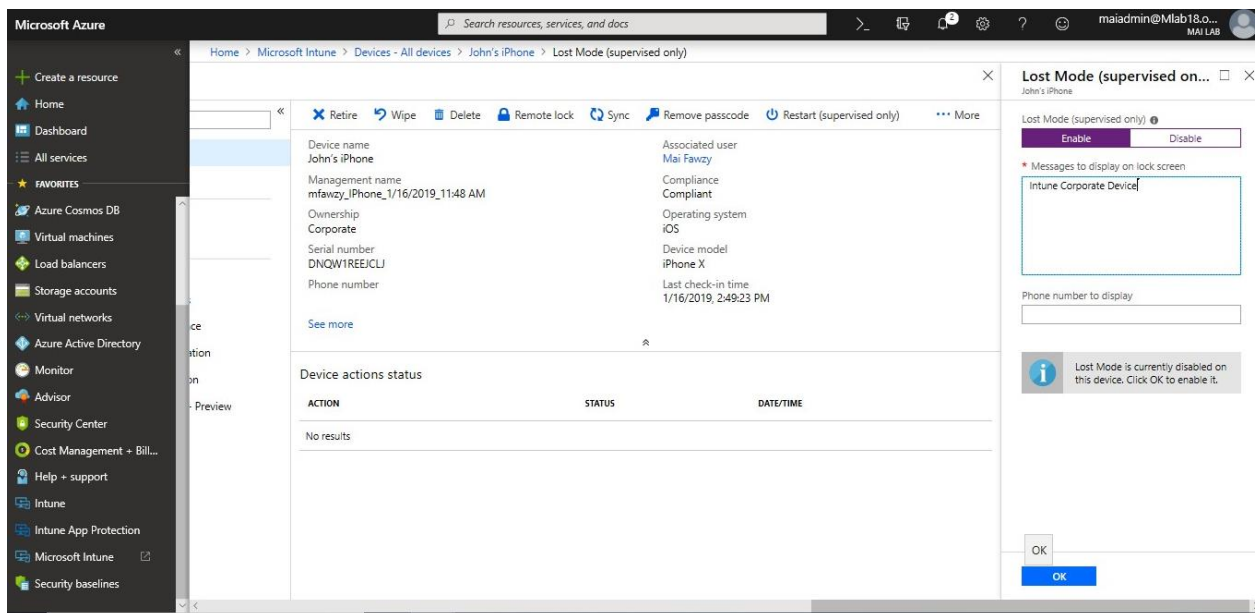 Microsoft Azure
Search resources, services, and docs
2
maiadmin@Mlab18.o...
MAI LAB
Home > Microsoft Intune > Devices - All devices > John's iPhone > Lost Mode (supervised only)
Create a resource
Home
Dashboard
All services
FAVORITES
Azure Cosmos DB
Virtual machines
Load balancers
Storage accounts
Virtual networks
Azure Active Directory
Monitor
Advisor
Security Center
Cost Management + Bill...
Help + support
Intune
Intune App Protection
Microsoft Intune
Security baselines
ce
ation
on
- Preview
Retire Wipe Delete Remote lock Sync Remove passcode Restart (supervised only) ... More
Device name
John's iPhone
Management name
mfawzy_IPhone_1/16/2019_11:48 AM
Ownership
Corporate
Serial number
DNQW1REEJCLJ
Phone number
See more
Associated user
Mai Fawzy
Compliance
Compliant
Operating system
iOS
Device model
iPhone X
Last check-in time
1/16/2019, 2:49:23 PM
Device actions status
ACTION STATUS DATE/TIME
No results
Lost Mode (supervised on...
John's iPhone
Lost Mode (supervised only)
Enable Disable
* Messages to display on lock screen
Intune Corporate Device
Phone number to display
Lost Mode is currently disabled on
this device. Click OK to enable it.
OK
OK